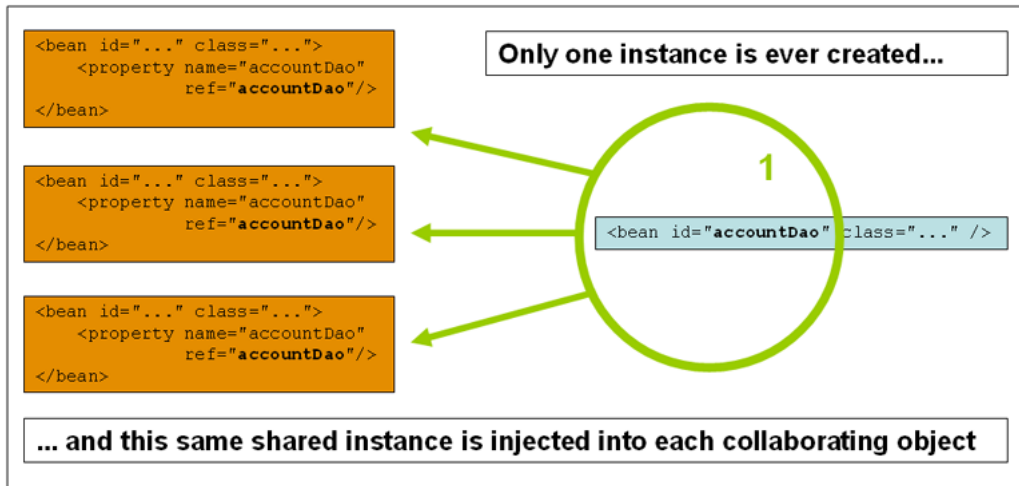 <bean id="..." class="...">
<property name="accountDao"
ref="accountDao"/>
</bean>
Only one instance is ever created...
1
<bean id="..." class="...">
<property name="accountDao"
ref="accountDao"/>
</bean>
<bean id="accountDao" class="..." />
<bean id="..." class="...">
<property name="accountDao"
ref="accountDao"/>
</bean>
... and this same shared instance is injected into each collaborating object